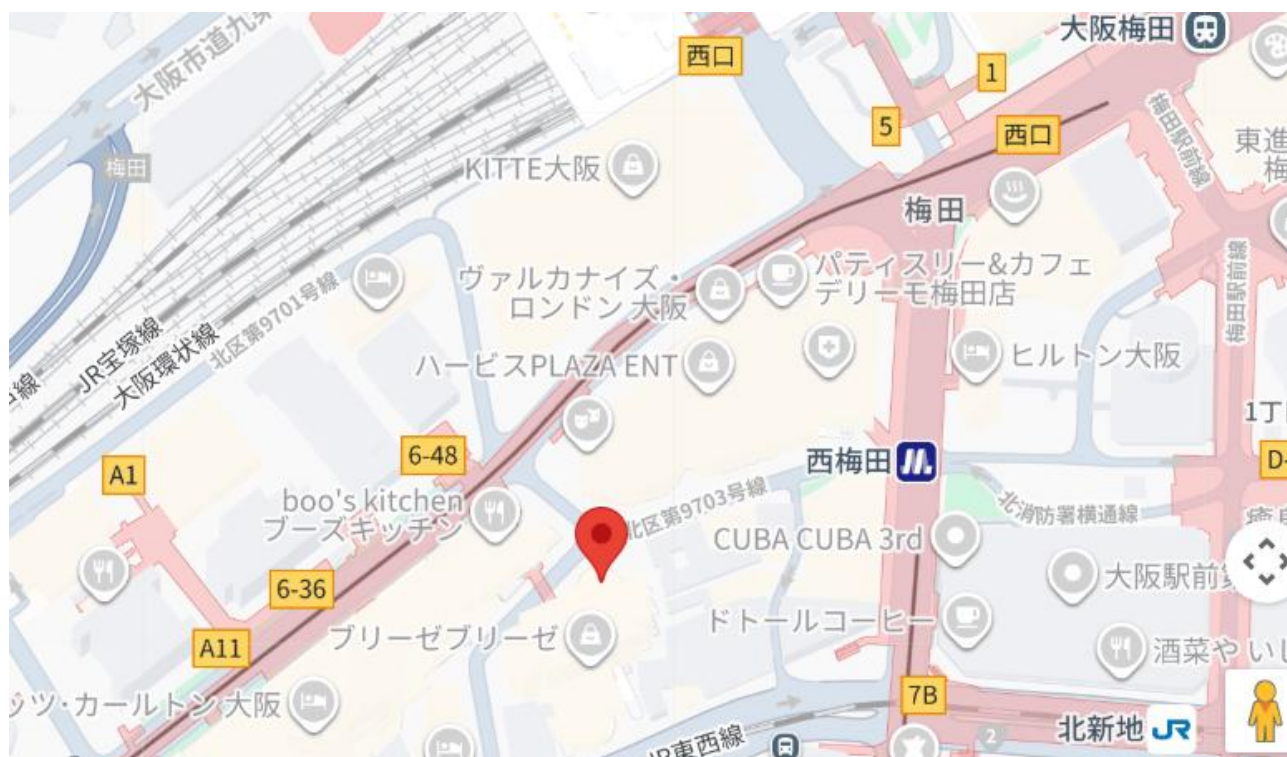 大阪梅田
西口
1
大阪市道九
5
西口
梅田駅前線
東進
梅
梅田
KITTE大阪
梅田
北区第9701号線
ヴァルカナイズ・
ロンドン 大阪
パティスリー&カフェ
デリーモ梅田店
梅田駅前線
JR宝塚線
大阪環状線
ハービスPLAZA ENT
ヒルトン大阪
1丁
6-48
西梅田
D-
A1
boo's kitchen
ブーズキッチン
北区第9703号線
北消防署横通線
CUBA CUBA 3rd
大阪駅前
6-36
ブリーゼブリーゼ
ドトールコーヒー
A11
酒菜や いし
ッツ・カールトン 大阪
7B
北新地 JR
JR東西線
2